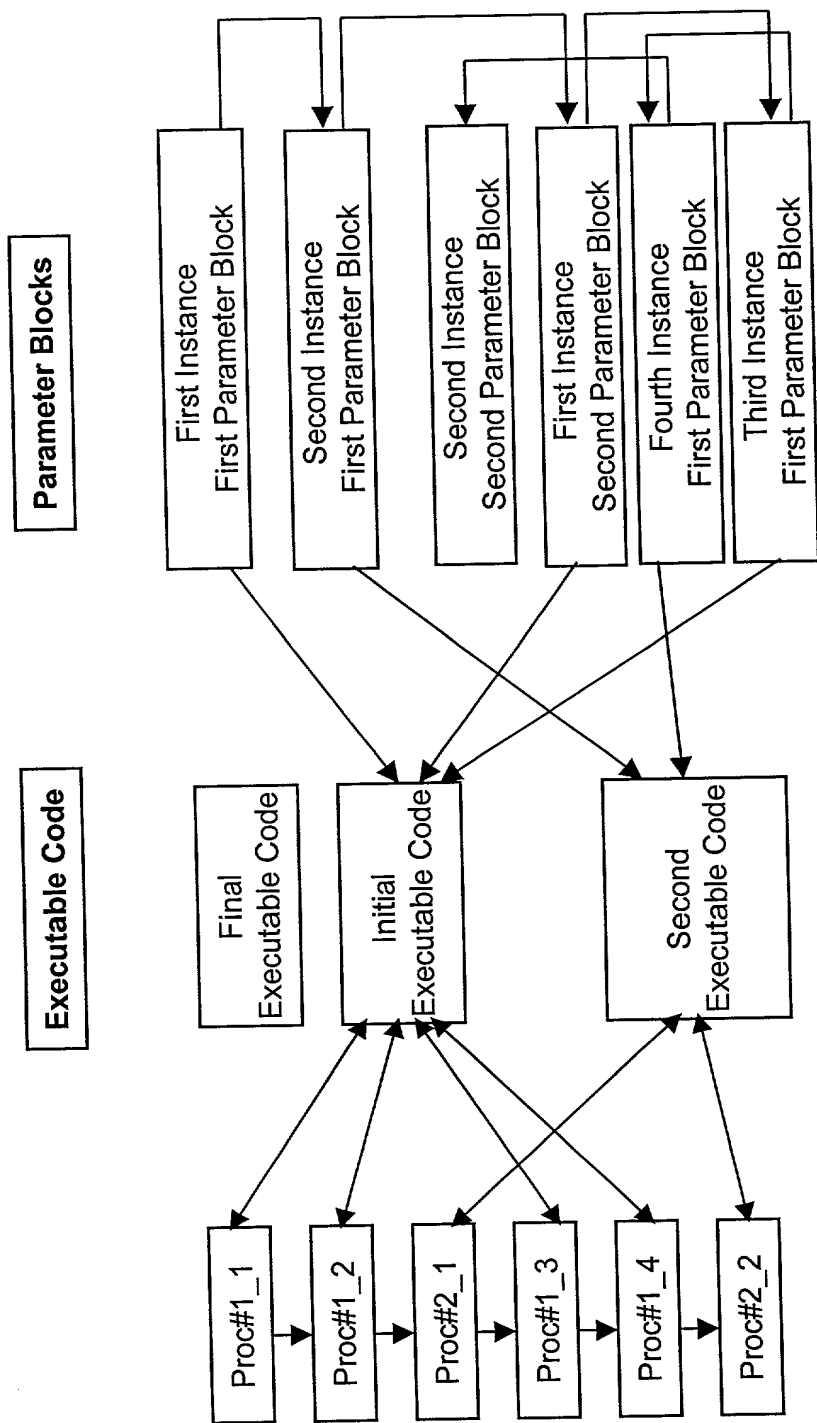 Parameter Blocks
First Instance
First Parameter Block
Second Instance
First Parameter Block
Second Instance
Second Parameter Block
First Instance
Second Parameter Block
Fourth Instance
First Parameter Block
Third Instance
First Parameter Block
Executable Code
Final
Executable Code
Initial
Executable Code
Second
Executable Code
Proc#1_1
Proc#1_2
Proc#2_1
Proc#1_3
Proc#1_4
Proc#2_2